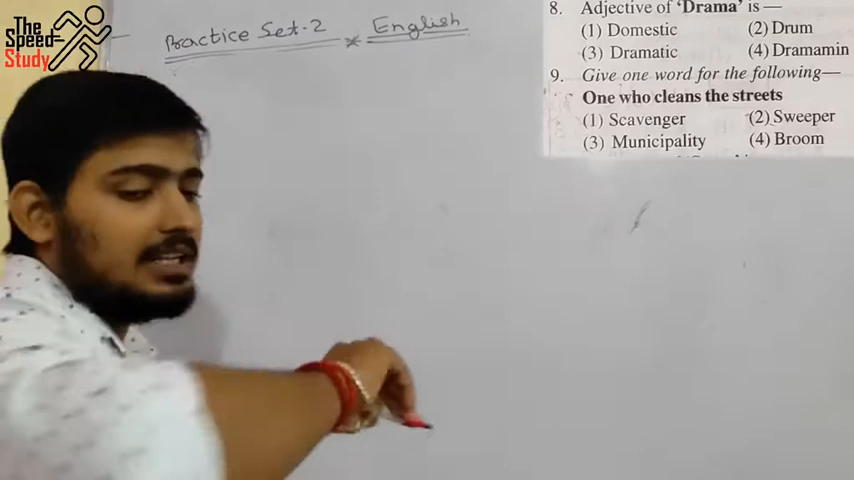 The
Speed
Study
Practice Set-2 * English
8. Adjective of 'Drama' is —
(1) Domestic (2) Drum
(3) Dramatic (4) Dramamin
9. Give one word for the following—
One who cleans the streets
(1) Scavenger (2) Sweeper
(3) Municipality (4) Broom